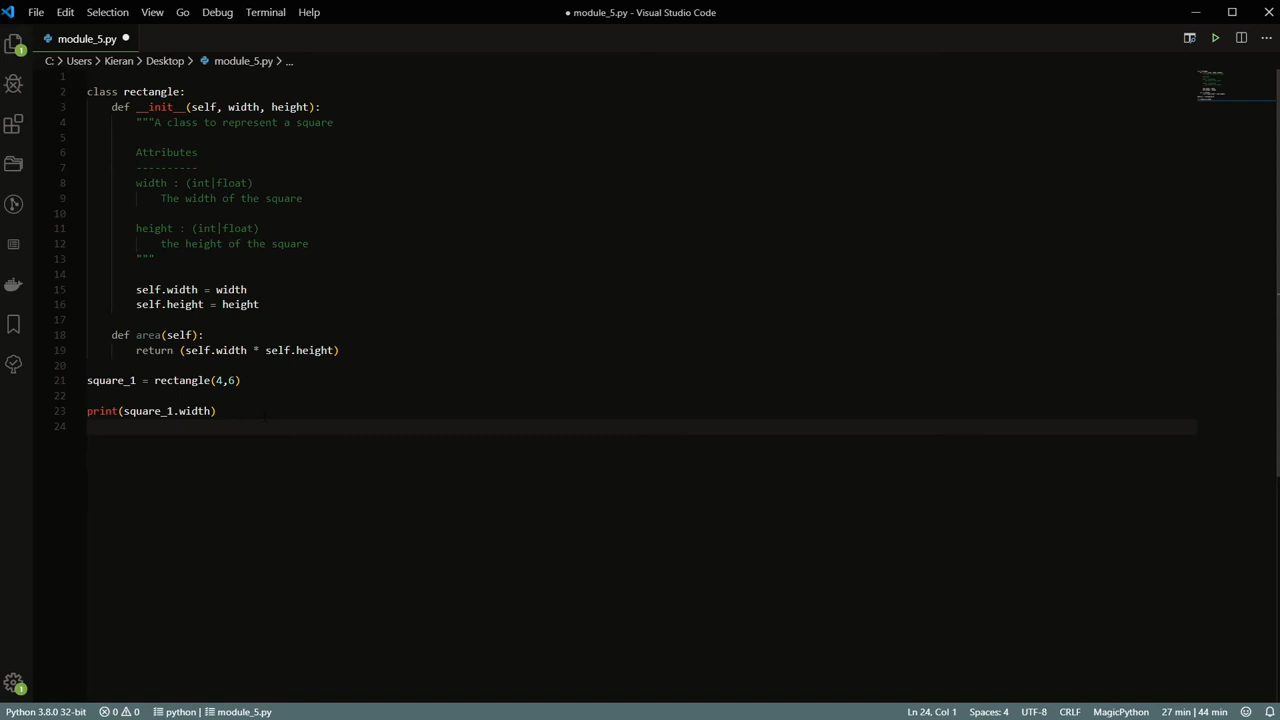 File Edit Selection View Go Debug Terminal Help ● module_5.py - Visual Studio Code
module_5.py ●
C: > Users > Kieran > Desktop > module_5.py > ...
1
2 class rectangle:
3 def __init__(self, width, height):
4 """A class to represent a square
5
6 Attributes
7 ----------
8 width : (int|float)
9 The width of the square
10
11 height : (int|float)
12 the height of the square
13 """
14
15 self.width = width
16 self.height = height
17
18 def area(self):
19 return (self.width * self.height)
20
21 square_1 = rectangle(4,6)
22
23 print(square_1.width)
24
1
1
Python 3.8.0 32-bit 0 0 python | module_5.py Ln 24, Col 1 Spaces: 4 UTF-8 CRLF MagicPython 27 min | 44 min